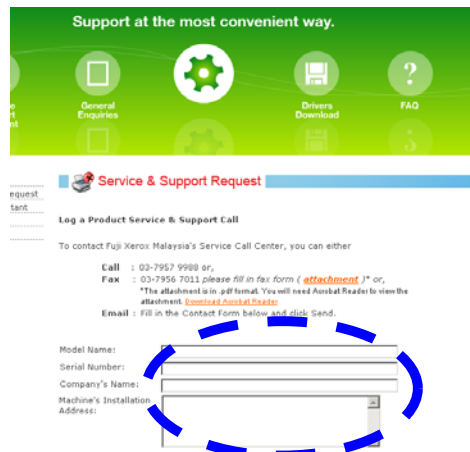 Support at the most convenient way.
General
Enquiries
Drivers
Download
FAQ
?
equest
tant
Service & Support Request
Log a Product Service & Support Call
To contact Fuji Xerox Malaysia's Service Call Center, you can either
Call : 03-7957 9988 or,
Fax : 03-7956 7011 please fill in fax form ( attachment )* or,
*The attachment is in .pdf format. You will need Acrobat Reader to view the
attachment. Download Acrobat Reader
Email : Fill in the Contact Form below and click Send.
Model Name:
Serial Number:
Company's Name:
Machine's Installation
Address: